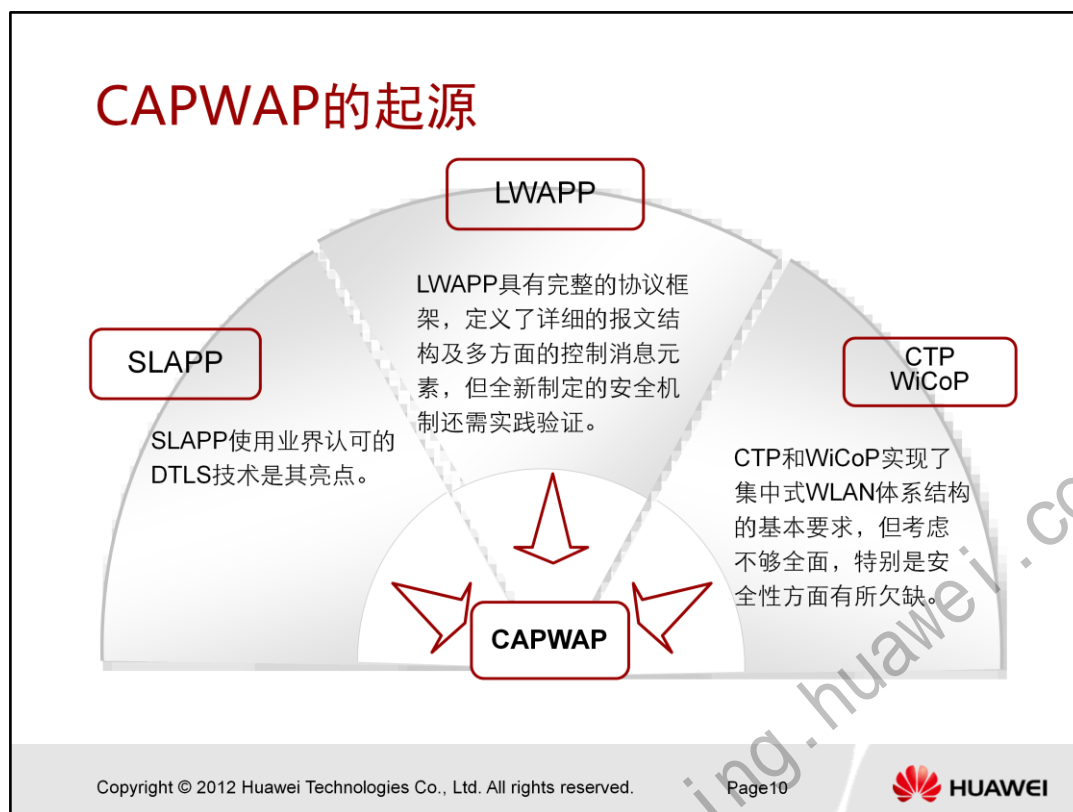 CAPWAP的起源
LWAPP
LWAPP具有完整的协议框
架，定义了详细的报文结
构及多方面的控制消息元
素，但全新制定的安全机
制还需实践验证。
SLAPP
SLAPP使用业界认可的
DTLS技术是其亮点。
CTP
WiCoP
CTP和WiCoP实现了
集中式WLAN体系结构
的基本要求，但考虑
不够全面，特别是安
全性方面有所欠缺。
CAPWAP
ing.huawei.co
Copyright © 2012 Huawei Technologies Co., Ltd. All rights reserved.
Page10
HUAWEI